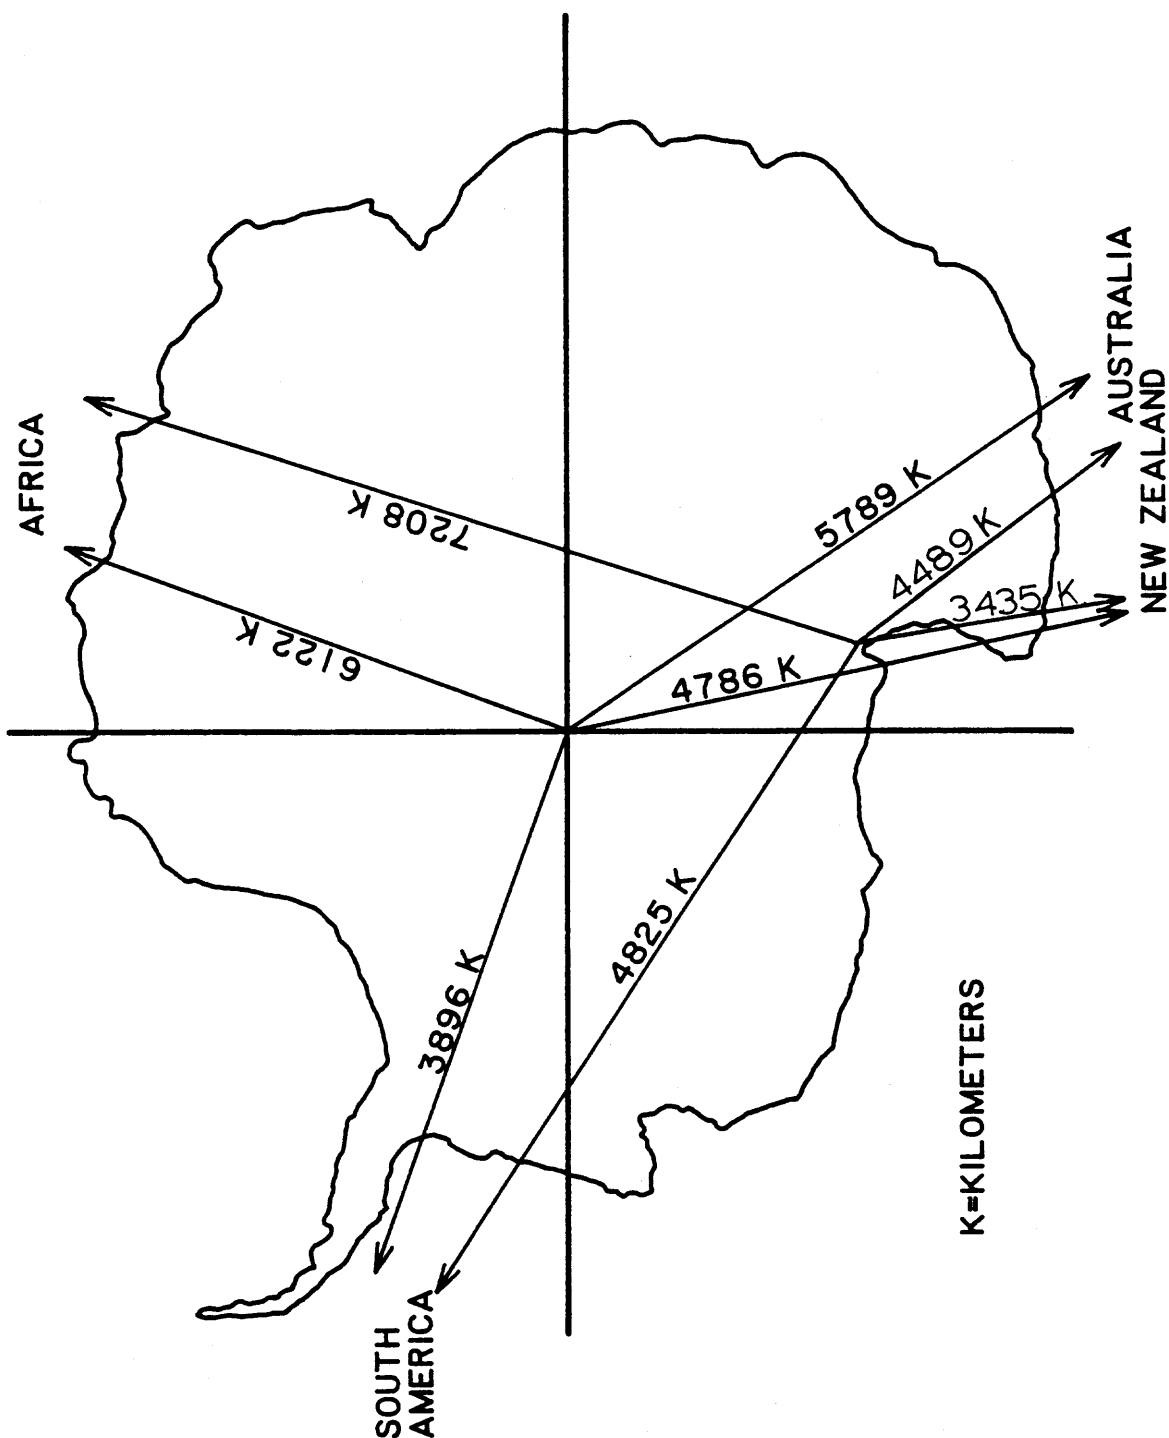 AFRICA
7208 K
6122 K
5789 K
4489 K
3435 K
4786 K
AUSTRALIA
NEW ZEALAND
3896 K
4825 K
SOUTH
AMERICA
K=KILOMETERS